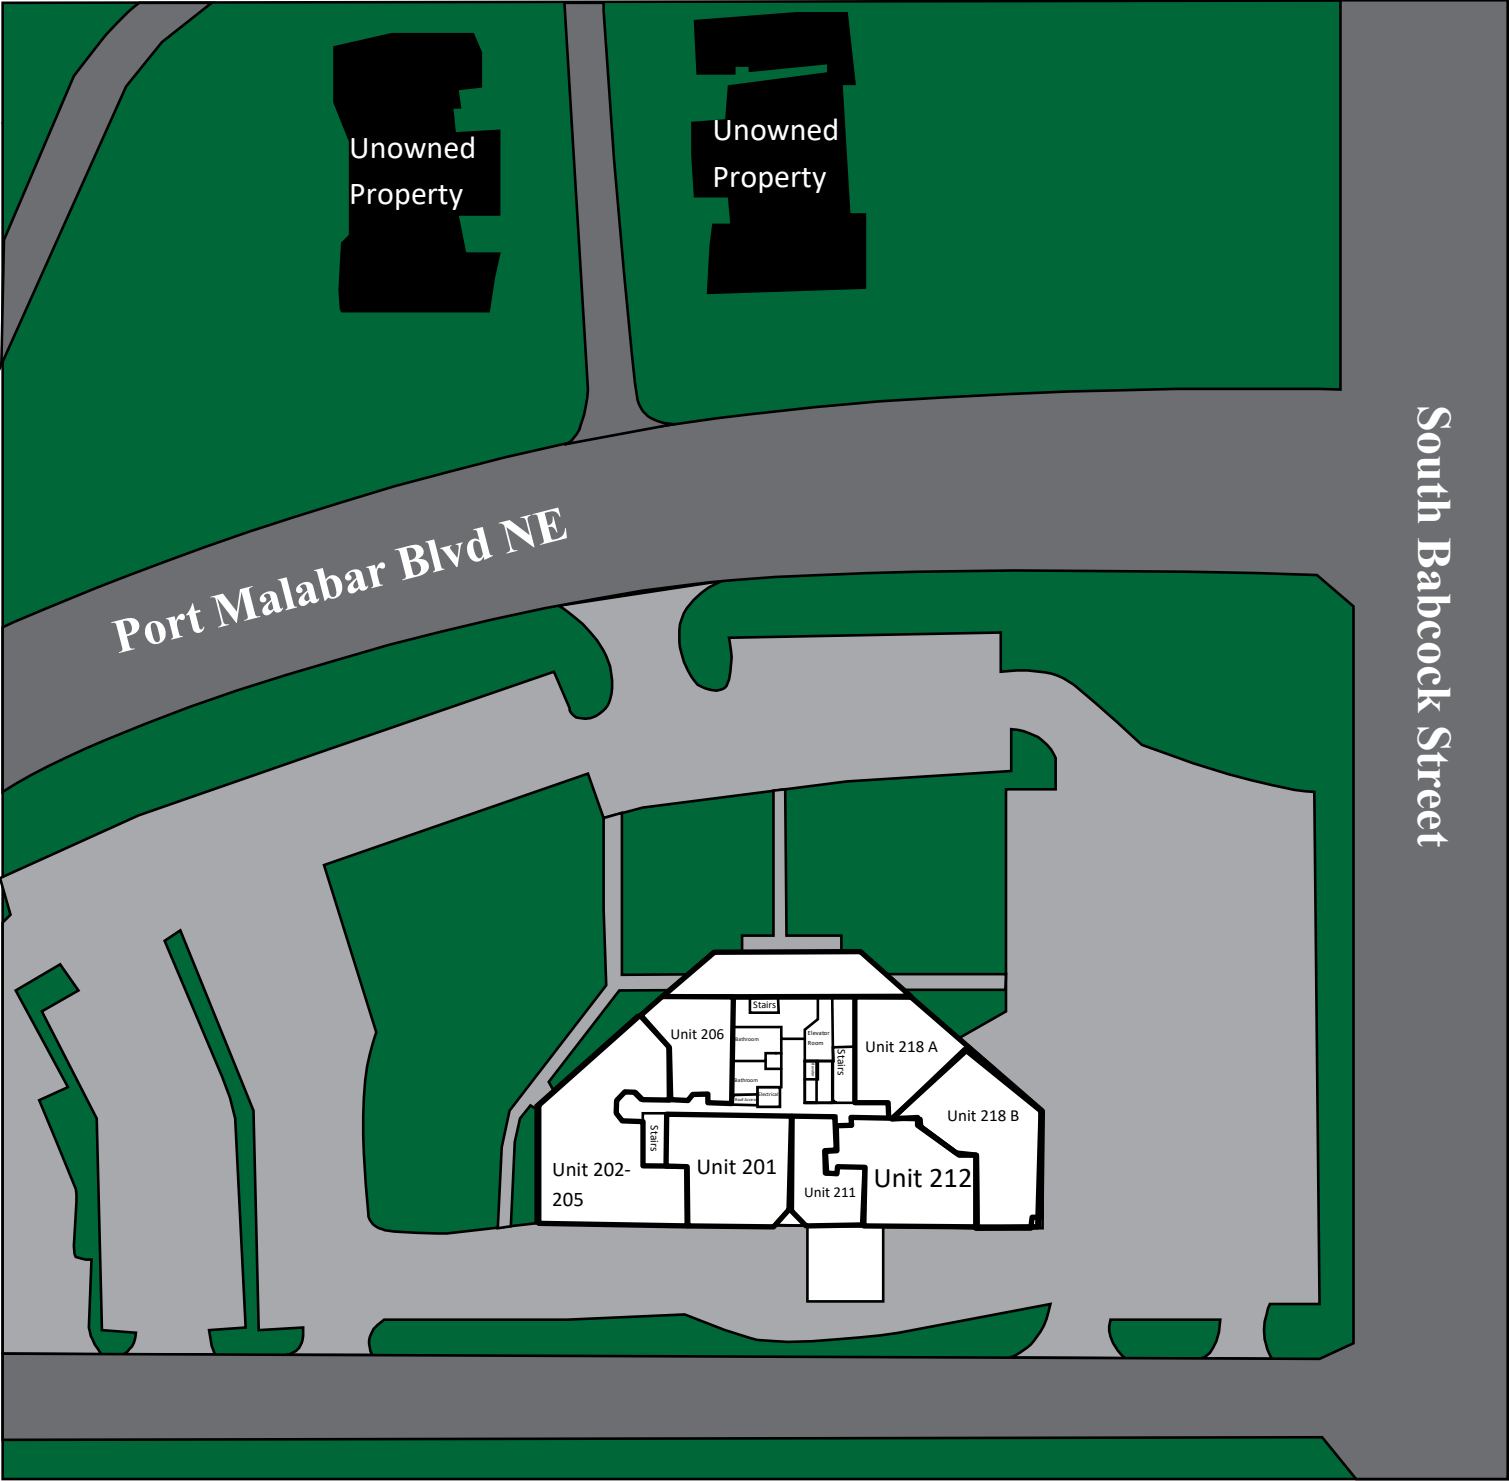 Unowned
Property
Unowned
Property
Port Malabar Blvd NE
South Babcock Street
Stairs
Unit 206
Bathroom
Elevator
Room
Stairs
Unit 218 A
Bathroom
Electrical
Unit 218 B
Stairs
Unit 202-
205
Unit 201
Unit 211
Unit 212